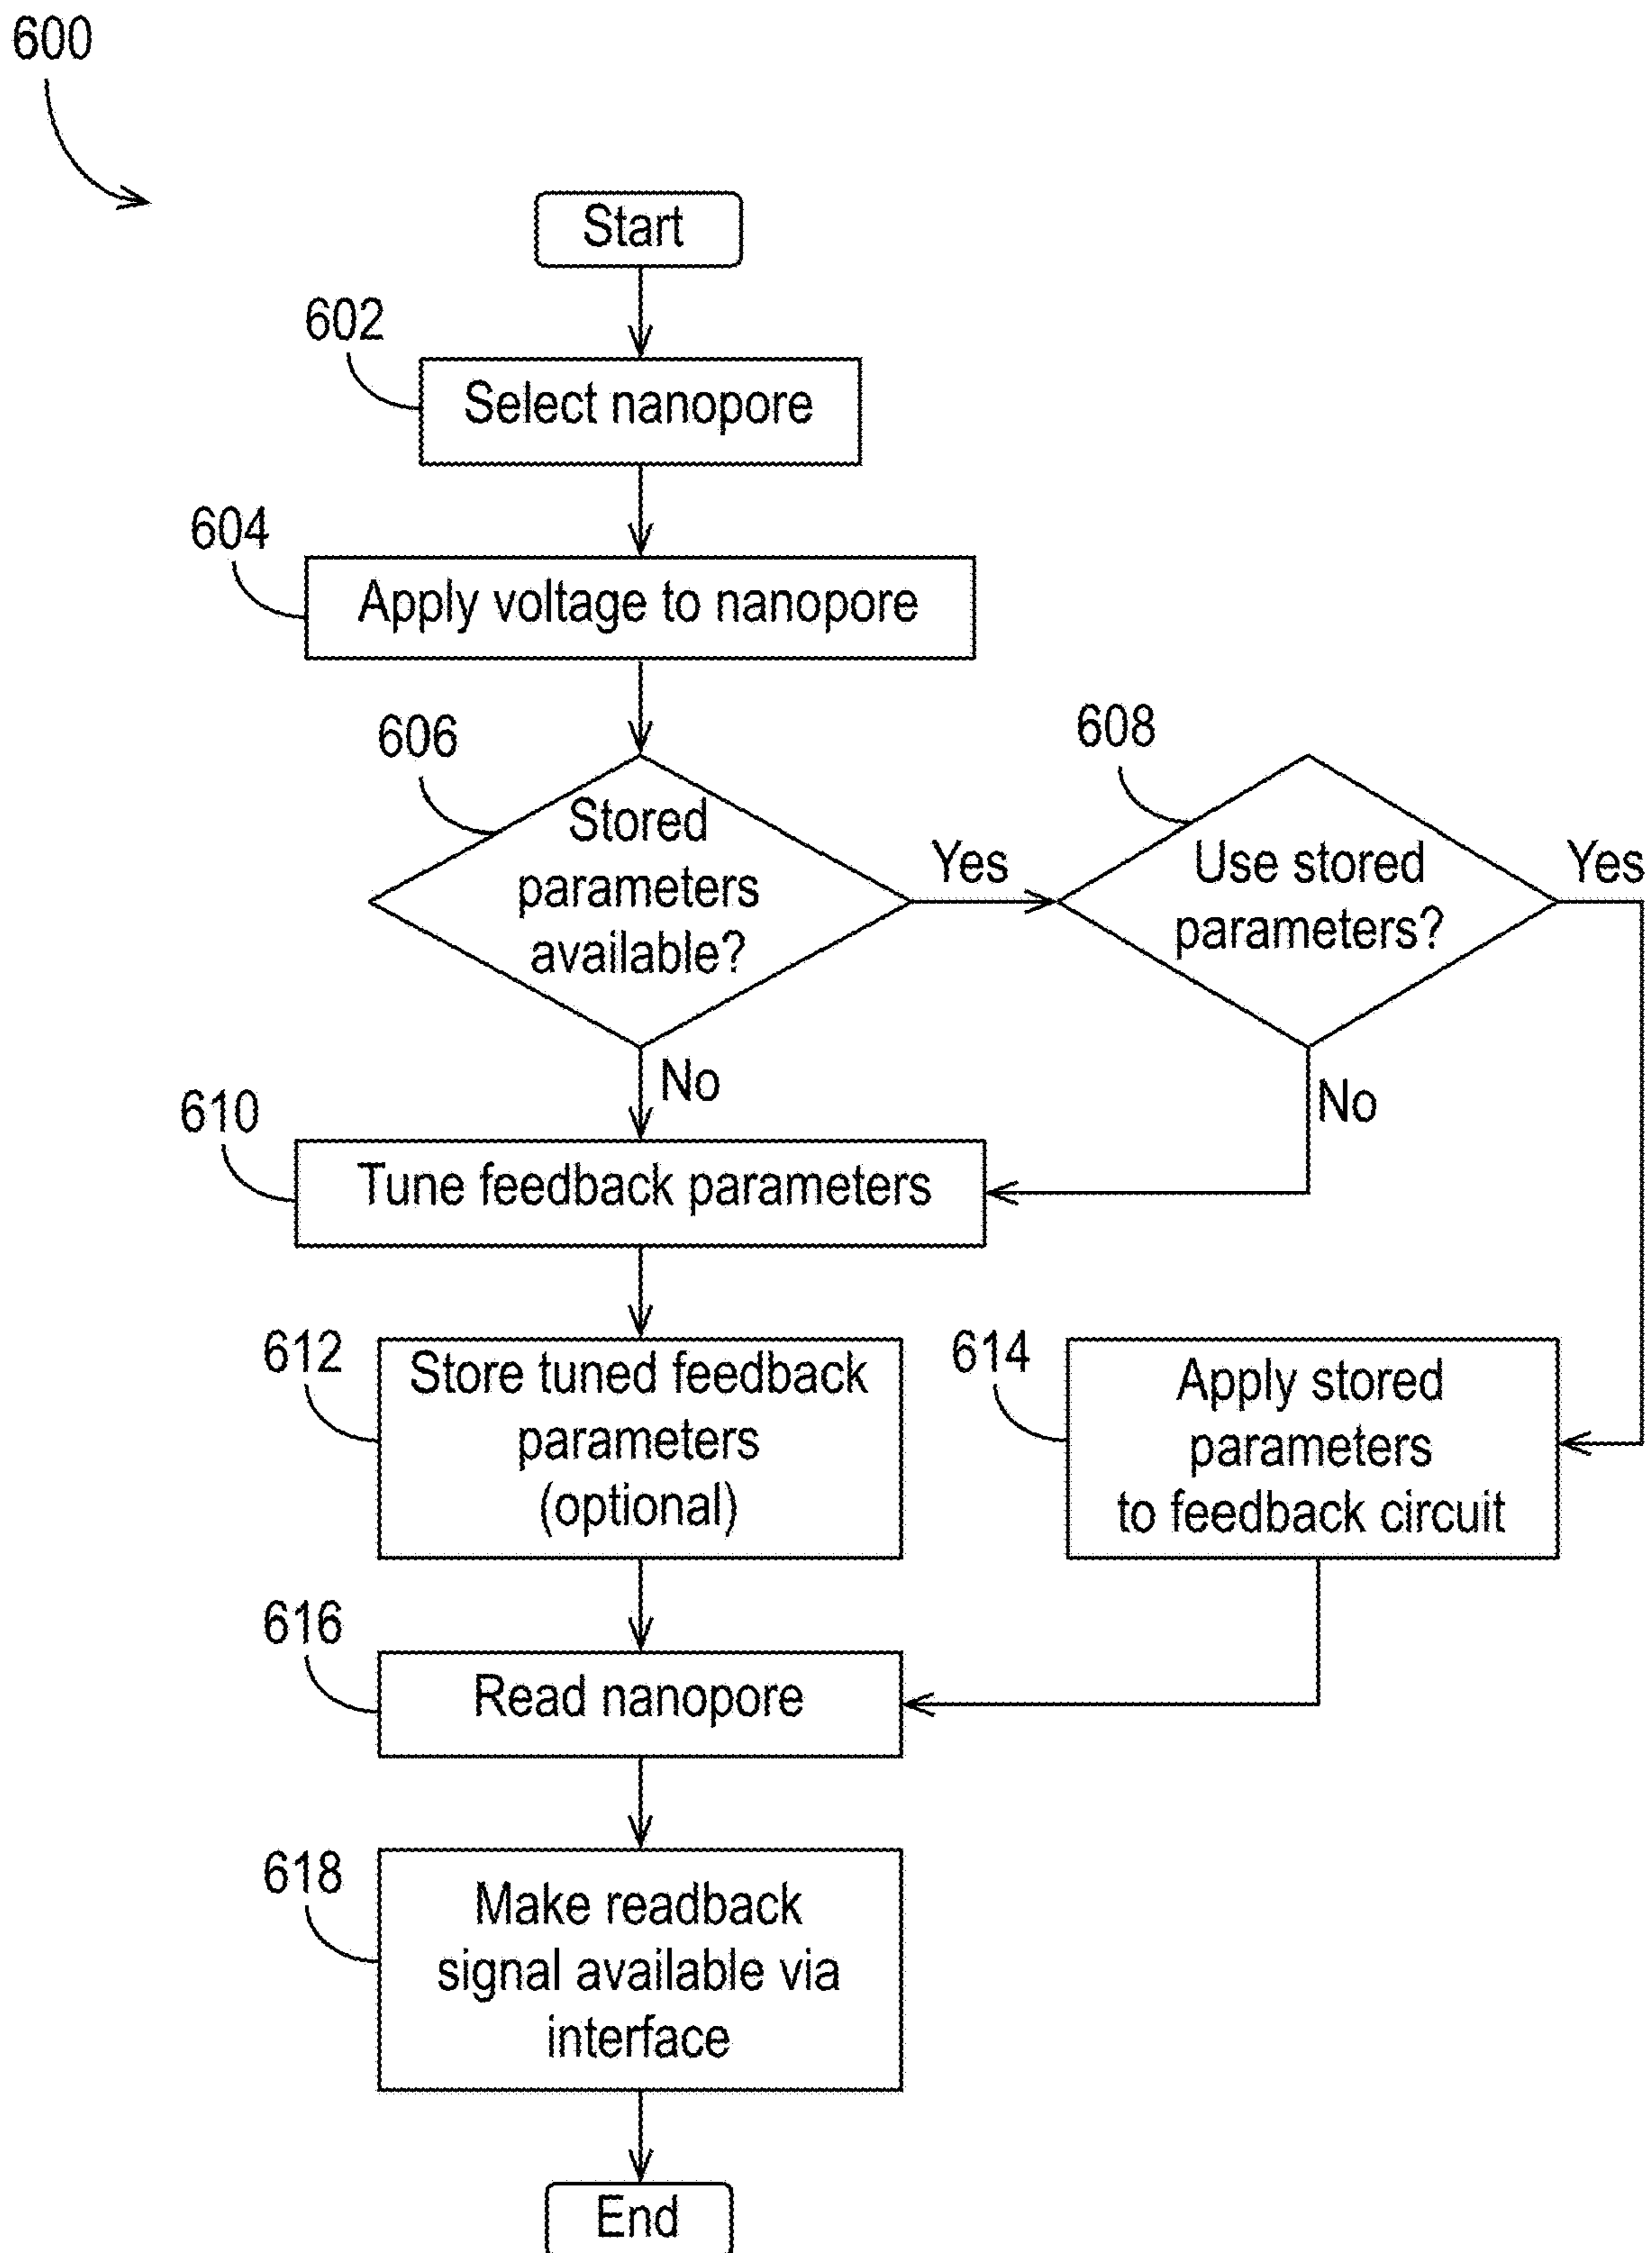 600
Start
602
Select nanopore
604
Apply voltage to nanopore
606
Stored
parameters
available?
Yes
608
Use stored
parameters?
Yes
No
No
610
Tune feedback parameters
612
Store tuned feedback
parameters
(optional)
614
Apply stored
parameters
to feedback circuit
616
Read nanopore
618
Make readback
signal available via
interface
End